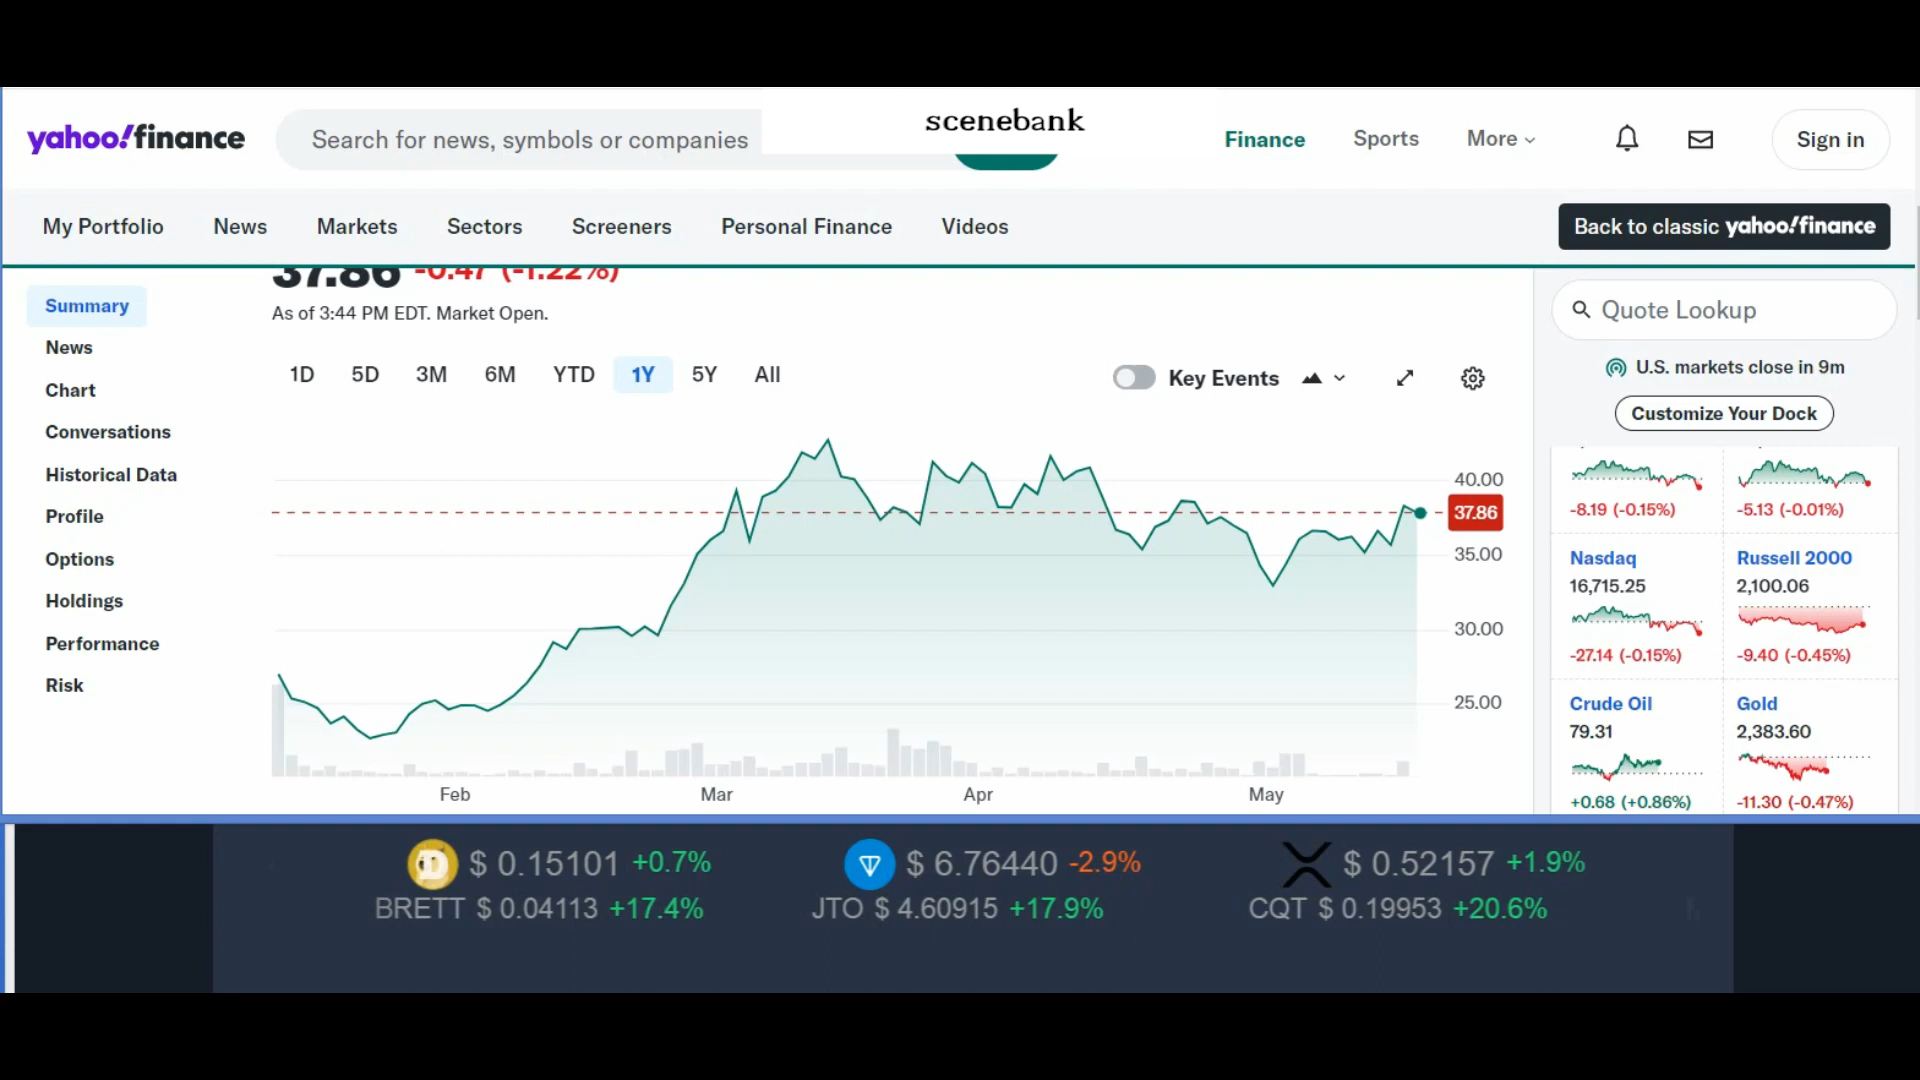 yahoo!finance
Search for news, symbols or companies
scenebank
Finance
Sports
More
Sign in
My Portfolio
News
Markets
Sectors
Screeners
Personal Finance
Videos
Back to classic yahoo!finance
37.86 -0.47 (-1.22%)
As of 3:44 PM EDT. Market Open.
Summary
News
Chart
Conversations
Historical Data
Profile
Options
Holdings
Performance
Risk
1D 5D 3M 6M YTD 1Y 5Y All
Key Events
40.00
37.86
35.00
30.00
25.00
Feb Mar Apr May
Quote Lookup
U.S. markets close in 9m
Customize Your Dock
-8.19 (-0.15%)
-5.13 (-0.01%)
Nasdaq
16,715.25
-27.14 (-0.15%)
Russell 2000
2,100.06
-9.40 (-0.45%)
Crude Oil
79.31
+0.68 (+0.86%)
Gold
2,383.60
-11.30 (-0.47%)
$ 0.15101 +0.7%
BRETT $ 0.04113 +17.4%
$ 6.76440 -2.9%
JTO $ 4.60915 +17.9%
$ 0.52157 +1.9%
CQT $ 0.19953 +20.6%